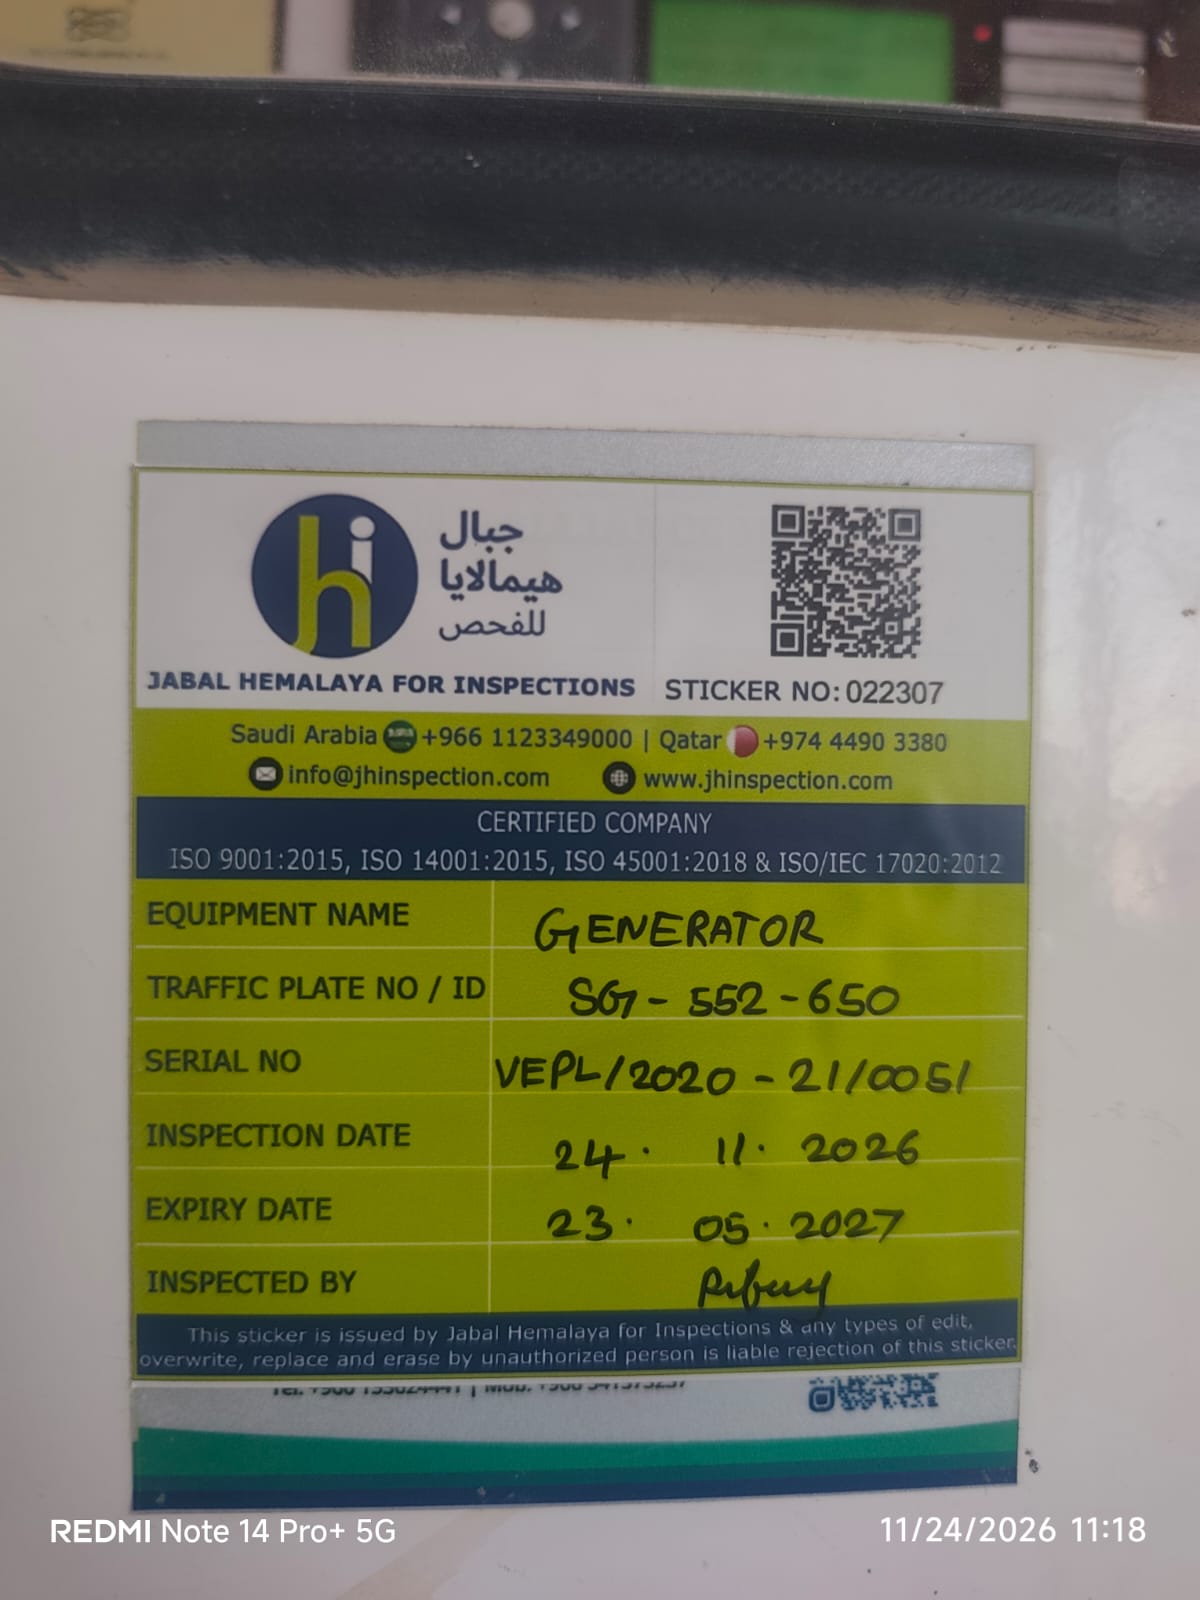 hi
جبال
هيمالايا
للفحص
JABAL HEMALAYA FOR INSPECTIONS
STICKER NO: 022307
Saudi Arabia +966 1123349000 | Qatar +974 4490 3380
info@jhinspection.com www.jhinspection.com
CERTIFIED COMPANY
ISO 9001:2015, ISO 14001:2015, ISO 45001:2018 & ISO/IEC 17020:2012
EQUIPMENT NAME GENERATOR
TRAFFIC PLATE NO / ID SG - 552 - 650
SERIAL NO VEPL/2020 - 21/0051
INSPECTION DATE 24. 11. 2026
EXPIRY DATE 23. 05. 2027
INSPECTED BY
This sticker is issued by Jabal Hemalaya for Inspections & any types of edit,
overwrite, replace and erase by unauthorized person is liable rejection of this sticker.
REDMI Note 14 Pro+ 5G
11/24/2026 11:18